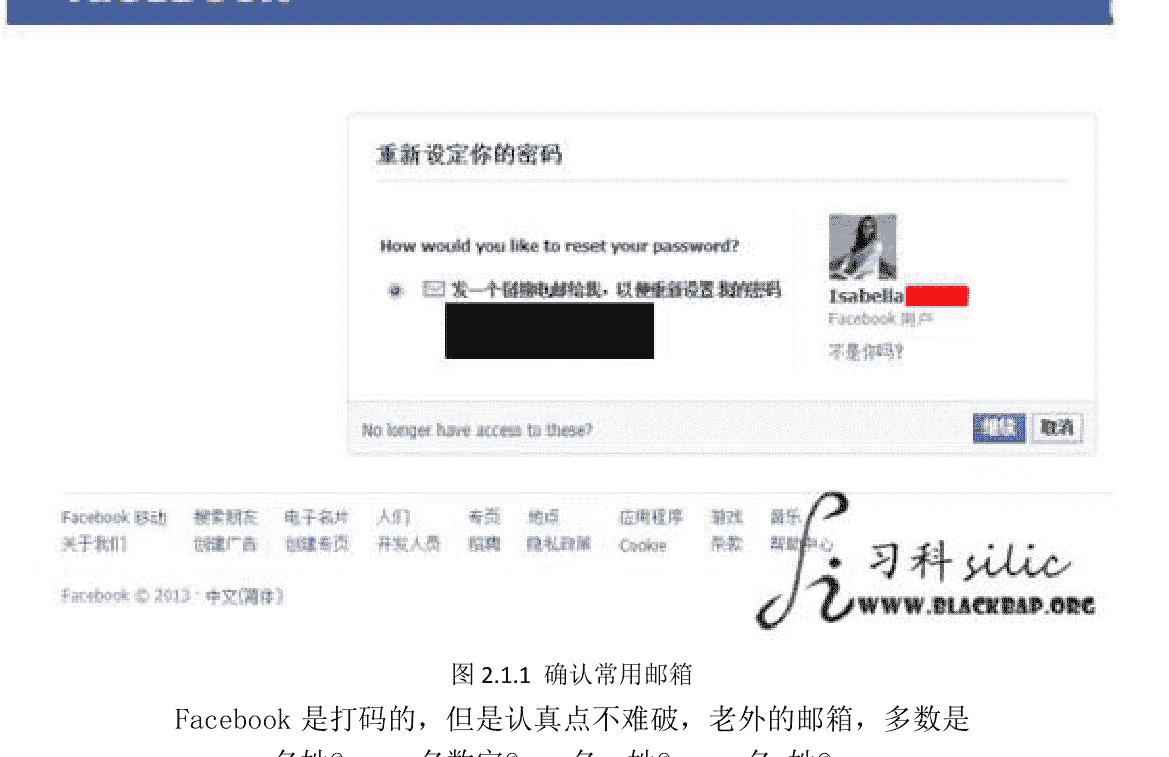 重新设定你的密码
How would you like to reset your password?
发一个链接电邮给我，以便重新设置我的密码
Isabella
Facebook 用户
不是你吗?
No longer have access to these?
继续 取消
Facebook 移动 搜索朋友 电子名片 人们 专页 地点 应用程序 游戏 音乐
关于我们 创建广告 创建专页 开发人员 招聘 隐私政策 Cookie 条款 帮助中心
Facebook © 2013 · 中文(简体)
习科 silic
WWW.BLACKBAP.ORG
图 2.1.1 确认常用邮箱
Facebook 是打码的，但是认真点不难破，老外的邮箱，多数是